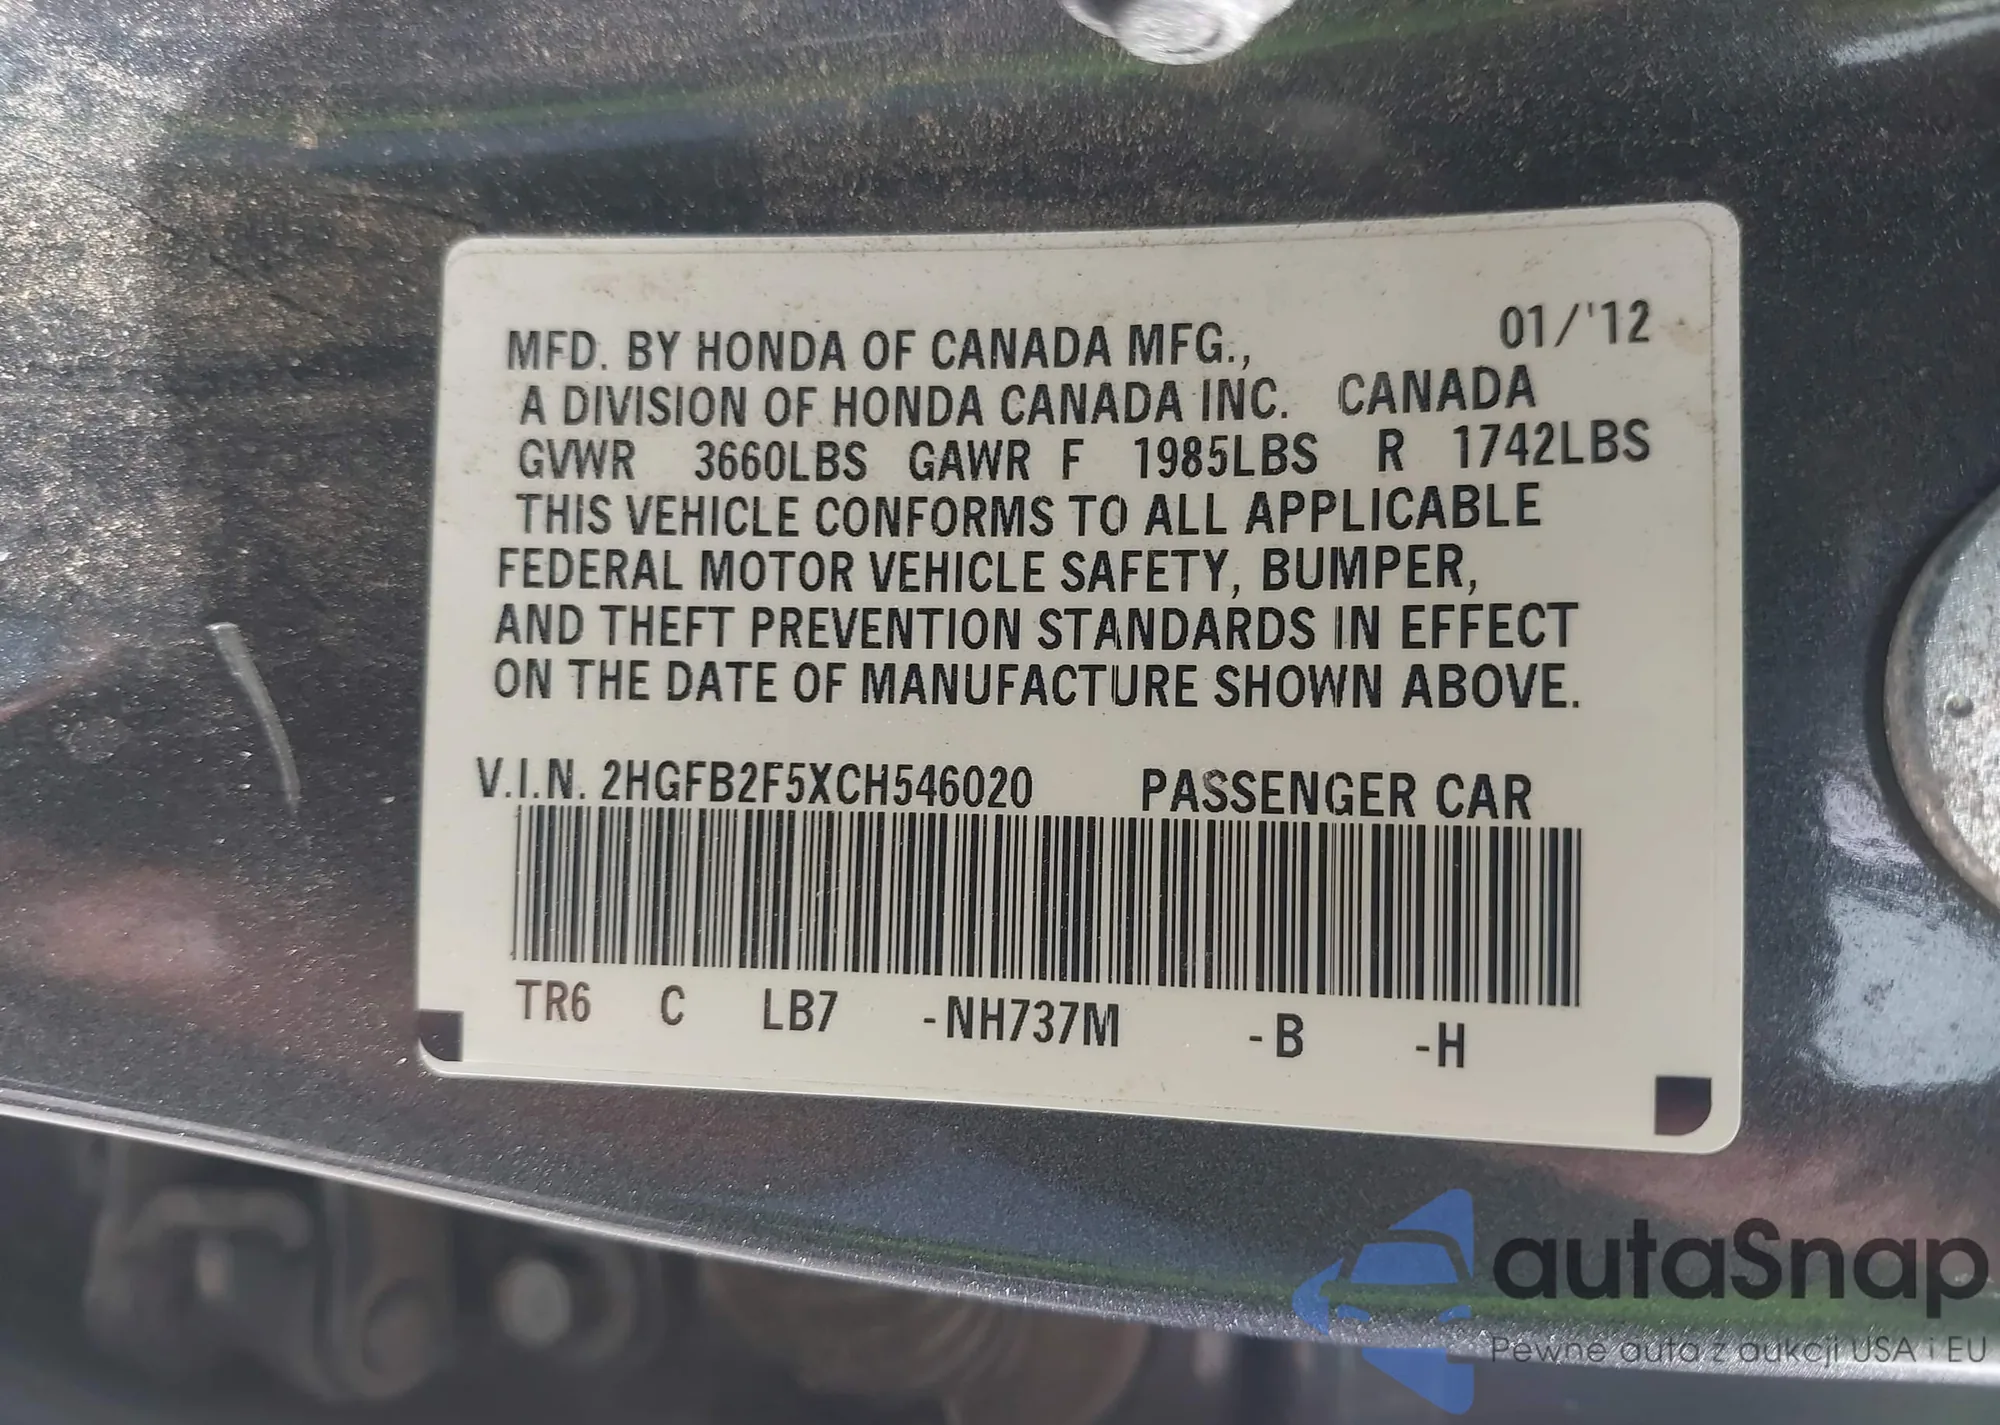 01/'12
MFD. BY HONDA OF CANADA MFG.,
A DIVISION OF HONDA CANADA INC. CANADA
GVWR 3660LBS GAWR F 1985LBS R 1742LBS
THIS VEHICLE CONFORMS TO ALL APPLICABLE
FEDERAL MOTOR VEHICLE SAFETY, BUMPER,
AND THEFT PREVENTION STANDARDS IN EFFECT
ON THE DATE OF MANUFACTURE SHOWN ABOVE.
V.I.N. 2HGFB2F5XCH546020 PASSENGER CAR
TR6 C LB7 -NH737M -B -H
autaSnap
Pewne auta z aukcji USA i EU